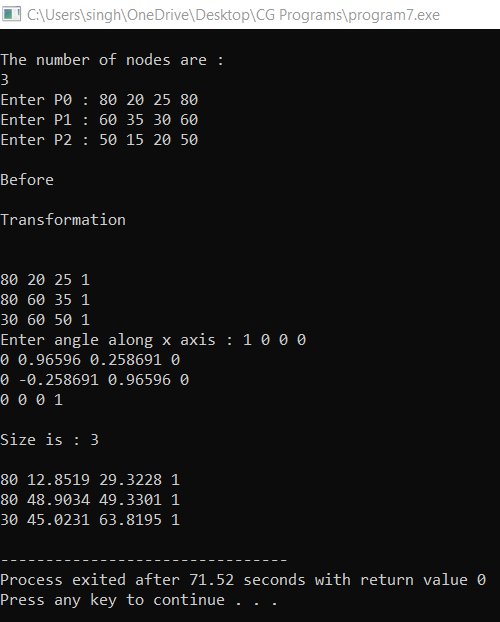 C:\Users\singh\OneDrive\Desktop\CG Programs\program7.exe
The number of nodes are :
3
Enter P0 : 80 20 25 80
Enter P1 : 60 35 30 60
Enter P2 : 50 15 20 50
Before
Transformation
80 20 25 1
80 60 35 1
30 60 50 1
Enter angle along x axis : 1 0 0 0
0 0.96596 0.258691 0
0 -0.258691 0.96596 0
0 0 0 1
Size is : 3
80 12.8519 29.3228 1
80 48.9034 49.3301 1
30 45.0231 63.8195 1
--------------------------------
Process exited after 71.52 seconds with return value 0
Press any key to continue . . .